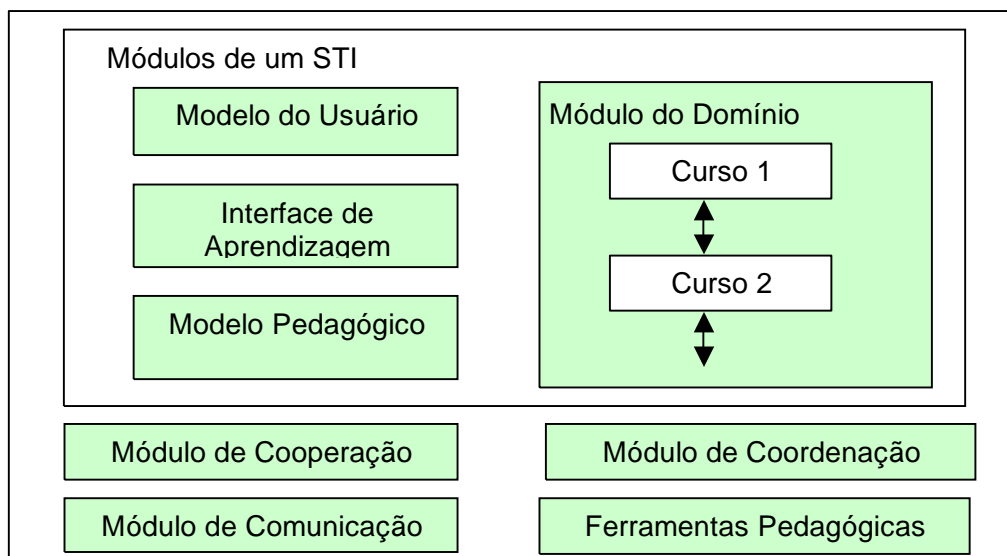 Módulos de um STI
Modelo do Usuário
Interface de
Aprendizagem
Modelo Pedagógico
Módulo do Domínio
Curso 1
Curso 2
Módulo de Cooperação
Módulo de Coordenação
Módulo de Comunicação
Ferramentas Pedagógicas